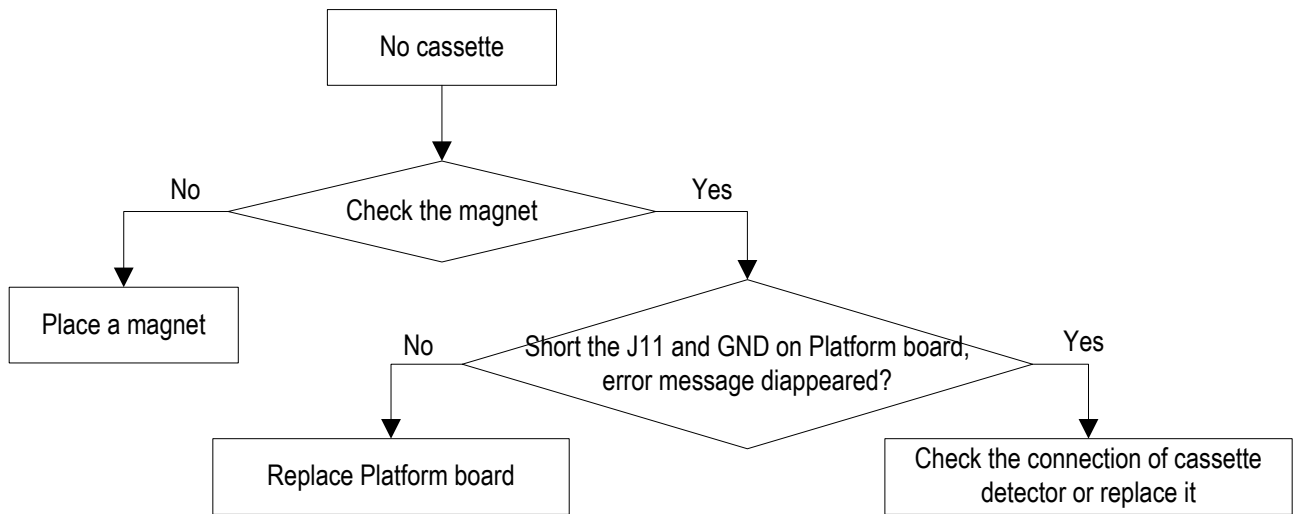 No cassette
No
Yes
Check the magnet
Place a magnet
No
Short the J11 and GND on Platform board,
Yes
error message diappeared?
Replace Platform board
Check the connection of cassette
detector or replace it